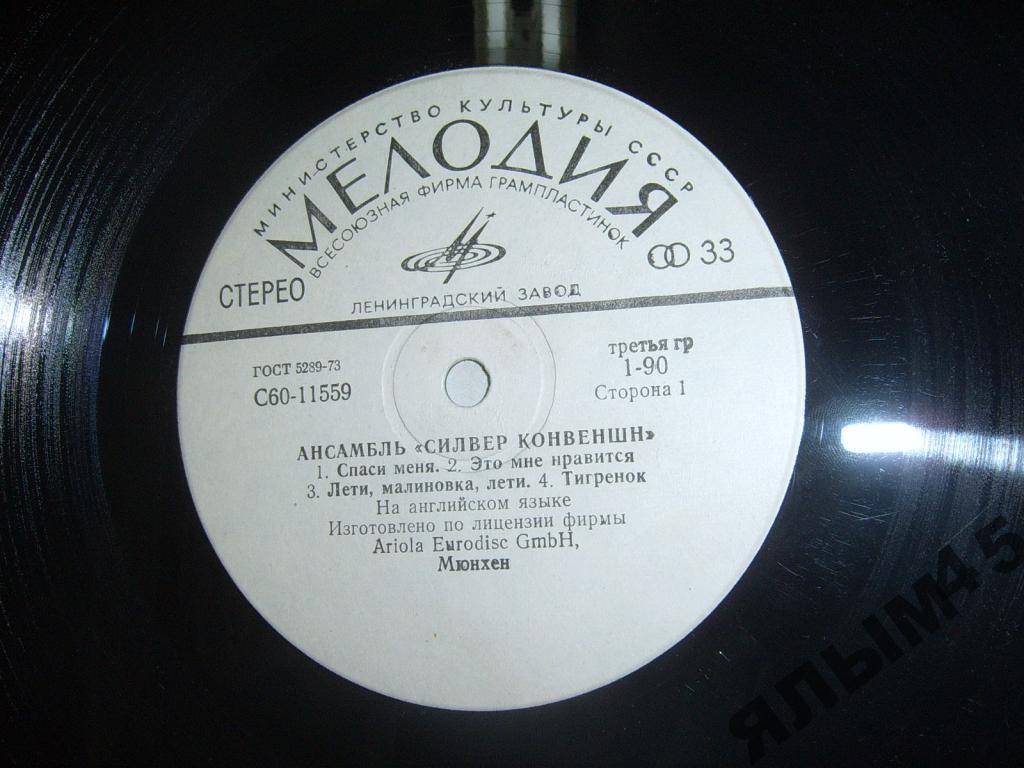 МИНИСТЕРСТВО КУЛЬТУРЫ СССР
МЕЛОДИЯ
ВСЕСОЮЗНАЯ ФИРМА ГРАМПЛАСТИНОК
СТЕРЕО
33
ЛЕНИНГРАДСКИЙ ЗАВОД
ГОСТ 5289-73
С60-11559
третья гр
1-90
Сторона 1
АНСАМБЛЬ «СИЛВЕР КОНВЕНШН»
1. Спаси меня. 2. Это мне нравится
3. Лети, малиновка, лети. 4. Тигренок
На английском языке
Изготовлено по лицензии фирмы
Ariola Eurodisc GmbH,
Мюнхен
ЯЛЫМ45